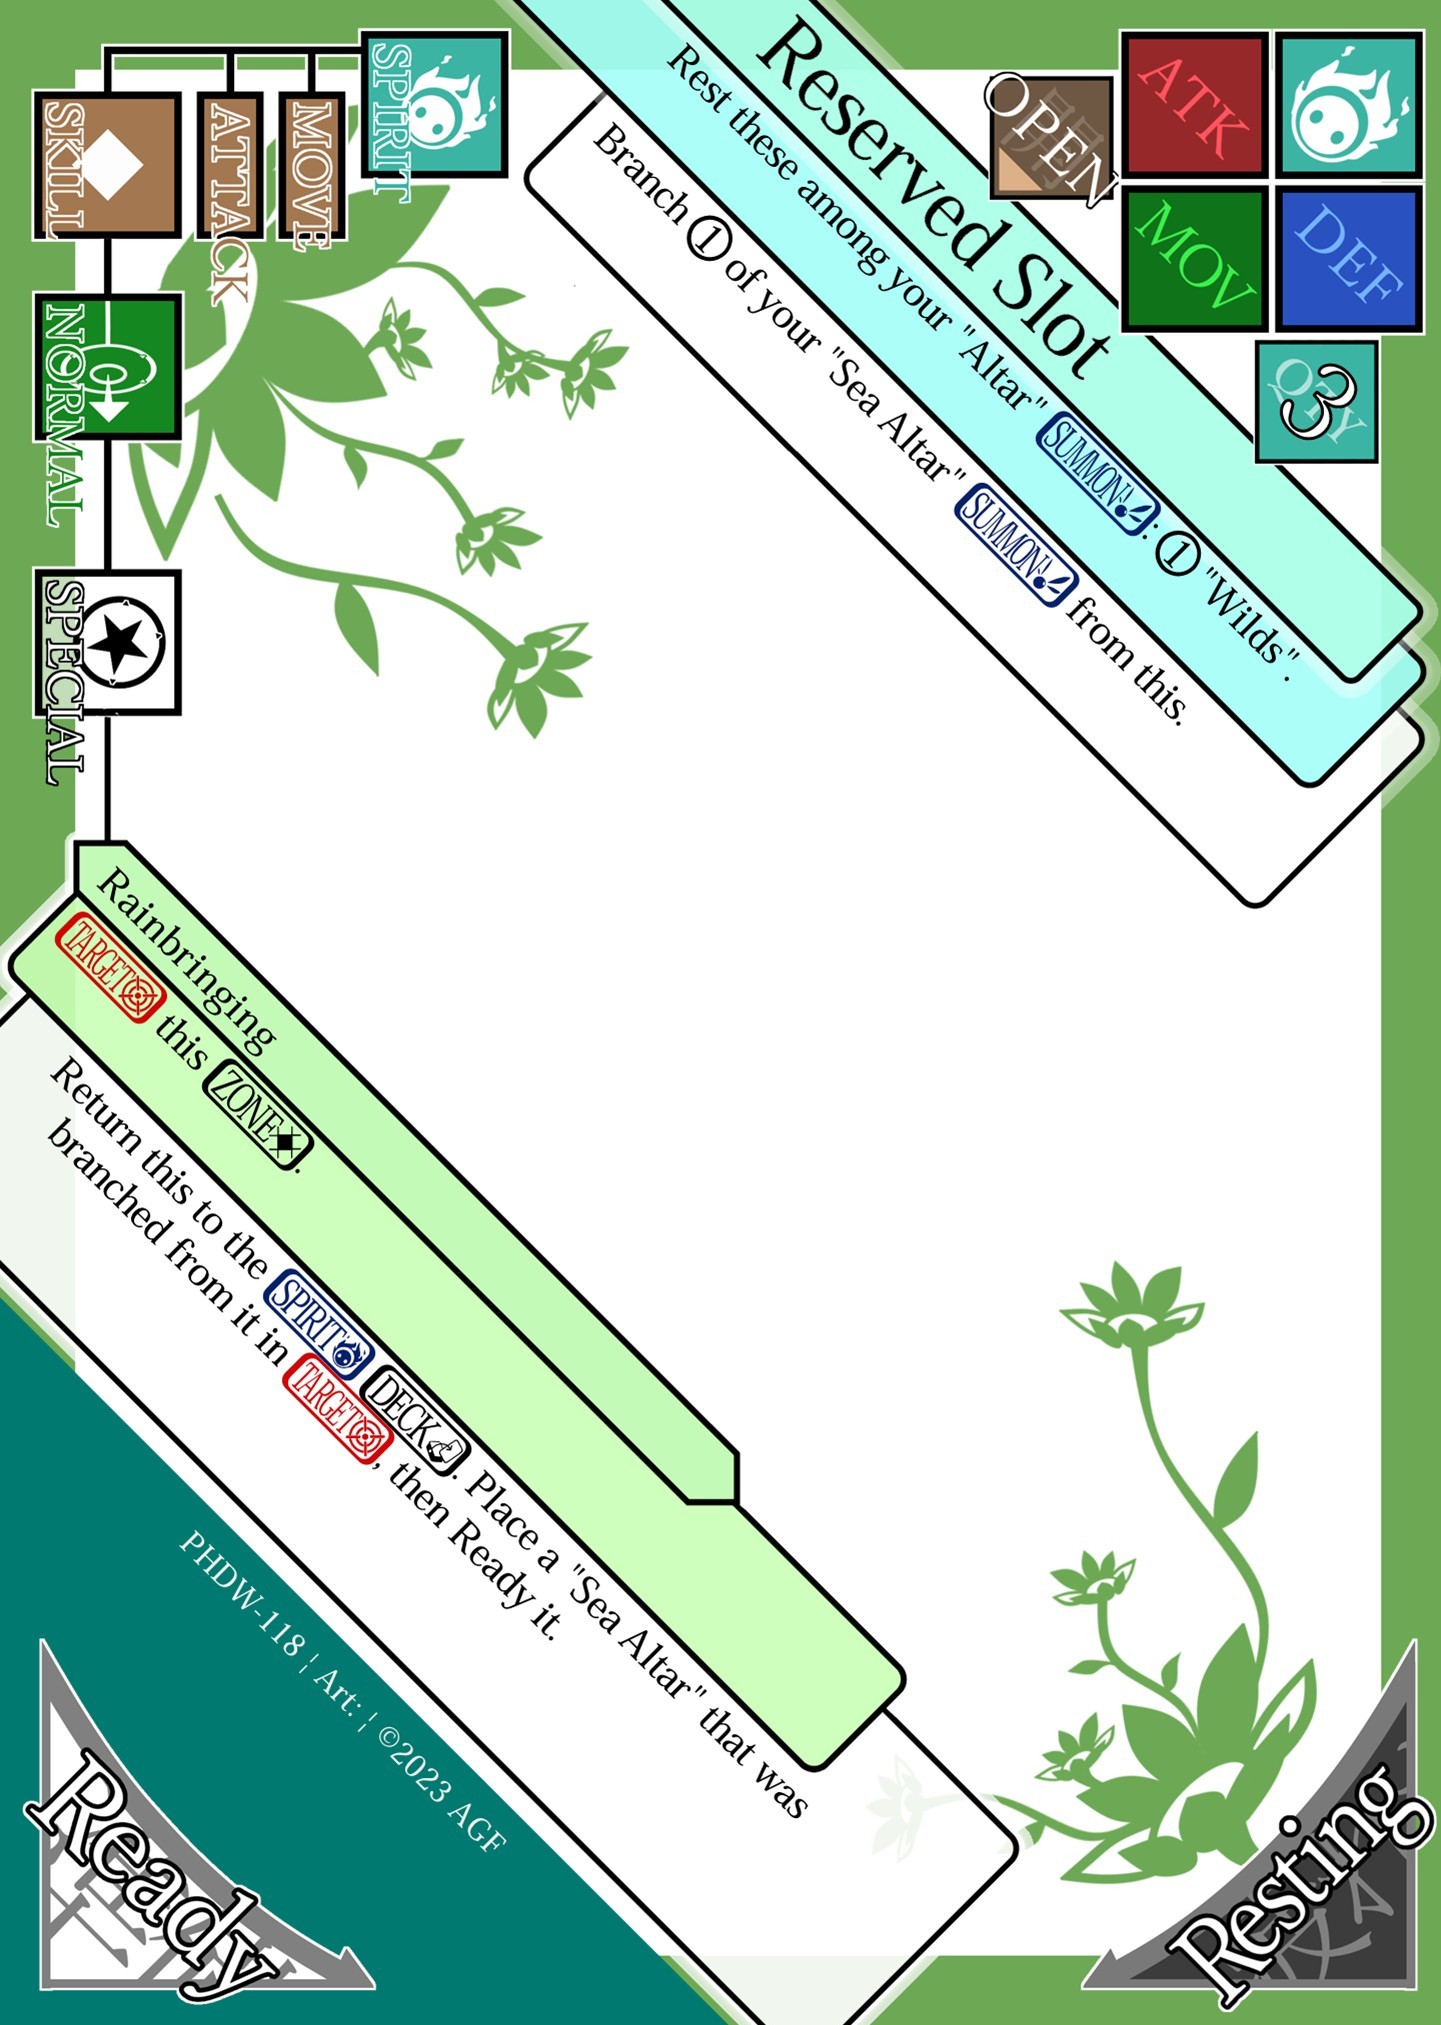 Reserved Slot
Rest these among your "Altar" SUMMON: ① "Wilds".
Branch ① of your "Sea Altar" SUMMON from this.
OPEN
ATK
MOV
DEF
QTY
3
SPIRIT
MOVE
ATTACK
SKILL
NORMAL
SPECIAL
Rainbringing
TARGET this ZONE.
Return this to the SPIRIT DECK. Place a "Sea Altar" that was
branched from it in TARGET, then Ready it.
PHDW-118 ¦ Art: ¦ ©2023 AGF
Ready
Resting